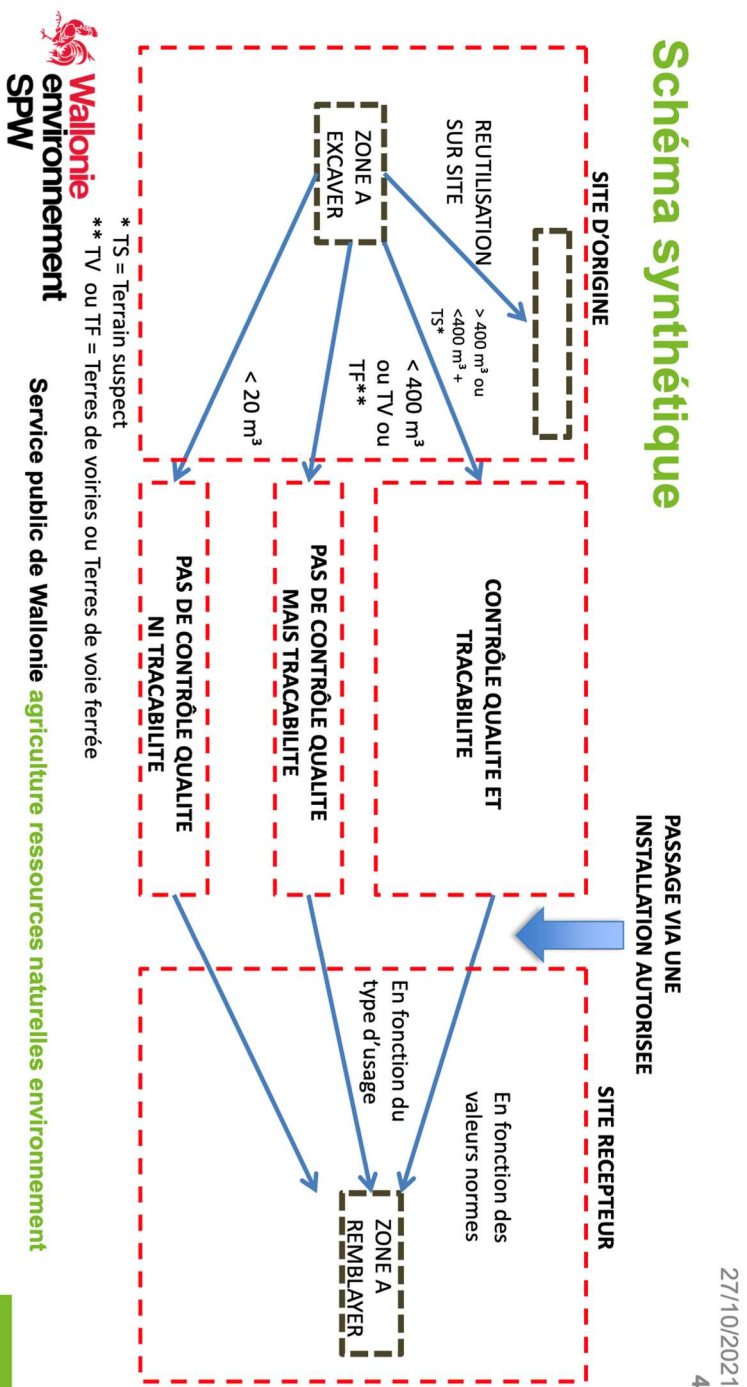 27/10/2021
4
Schéma synthétique
PASSAGE VIA UNE
INSTALLATION AUTORISEE
SITE D'ORIGINE
SITE RECEPTEUR
REUTILISATION
SUR SITE
> 400 m³ ou
<400 m³ +
TS*
CONTRÔLE QUALITE ET
TRACABILITE
En fonction des
valeurs normes
ZONE A
EXCAVER
< 400 m³
ou TV ou
TF**
PAS DE CONTRÔLE QUALITE
MAIS TRACABILITE
En fonction du
type d'usage
ZONE A
REMBLAYER
< 20 m³
PAS DE CONTRÔLE QUALITE
NI TRACABILITE
* TS = Terrain suspect
** TV ou TF = Terres de voiries ou Terres de voie ferrée
Wallonie
environnement
SPW
Service public de Wallonie agriculture ressources naturelles environnement